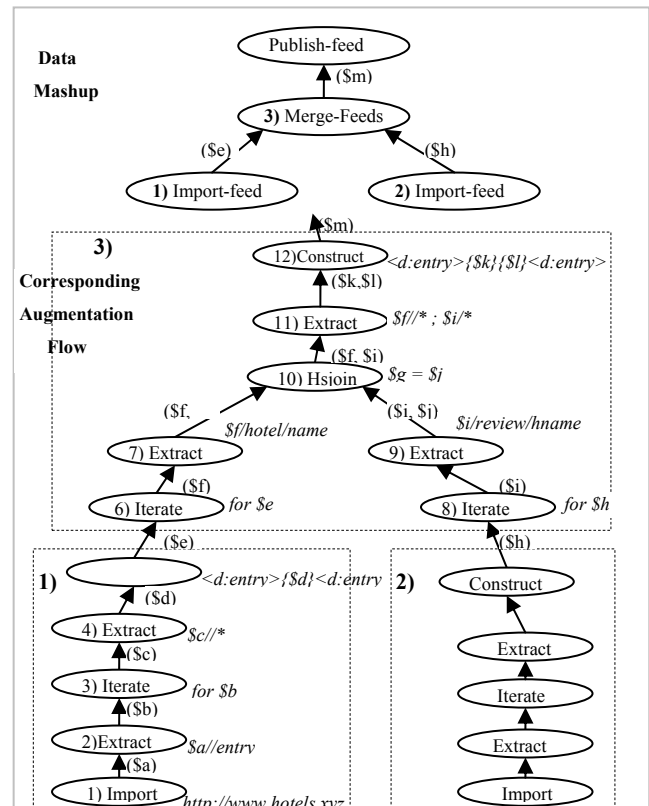 Publish-feed
Data
Mashup
($m)
3) Merge-Feeds
($e)
($h)
1) Import-feed
2) Import-feed
($m)
3)
12)Construct
<d:entry>{$k}{$l}<d:entry>
Corresponding
Augmentation
Flow
($k,$l)
11) Extract
$f//* ; $i/*
($f, $i)
10) Hsjoin
$g = $j
($f,
($i, $j)
$f/hotel/name
$i/review/hname
7) Extract
9) Extract
($f)
($i)
6) Iterate
for $e
8) Iterate
for $h
($e)
($h)
1)
<d:entry>{$d}<d:entry
2)
Construct
($d)
4) Extract
$c//*
Extract
($c)
3) Iterate
for $b
Iterate
($b)
2)Extract
$a//entry
Extract
($a)
1) Import
http://www.hotels.xyz
Import